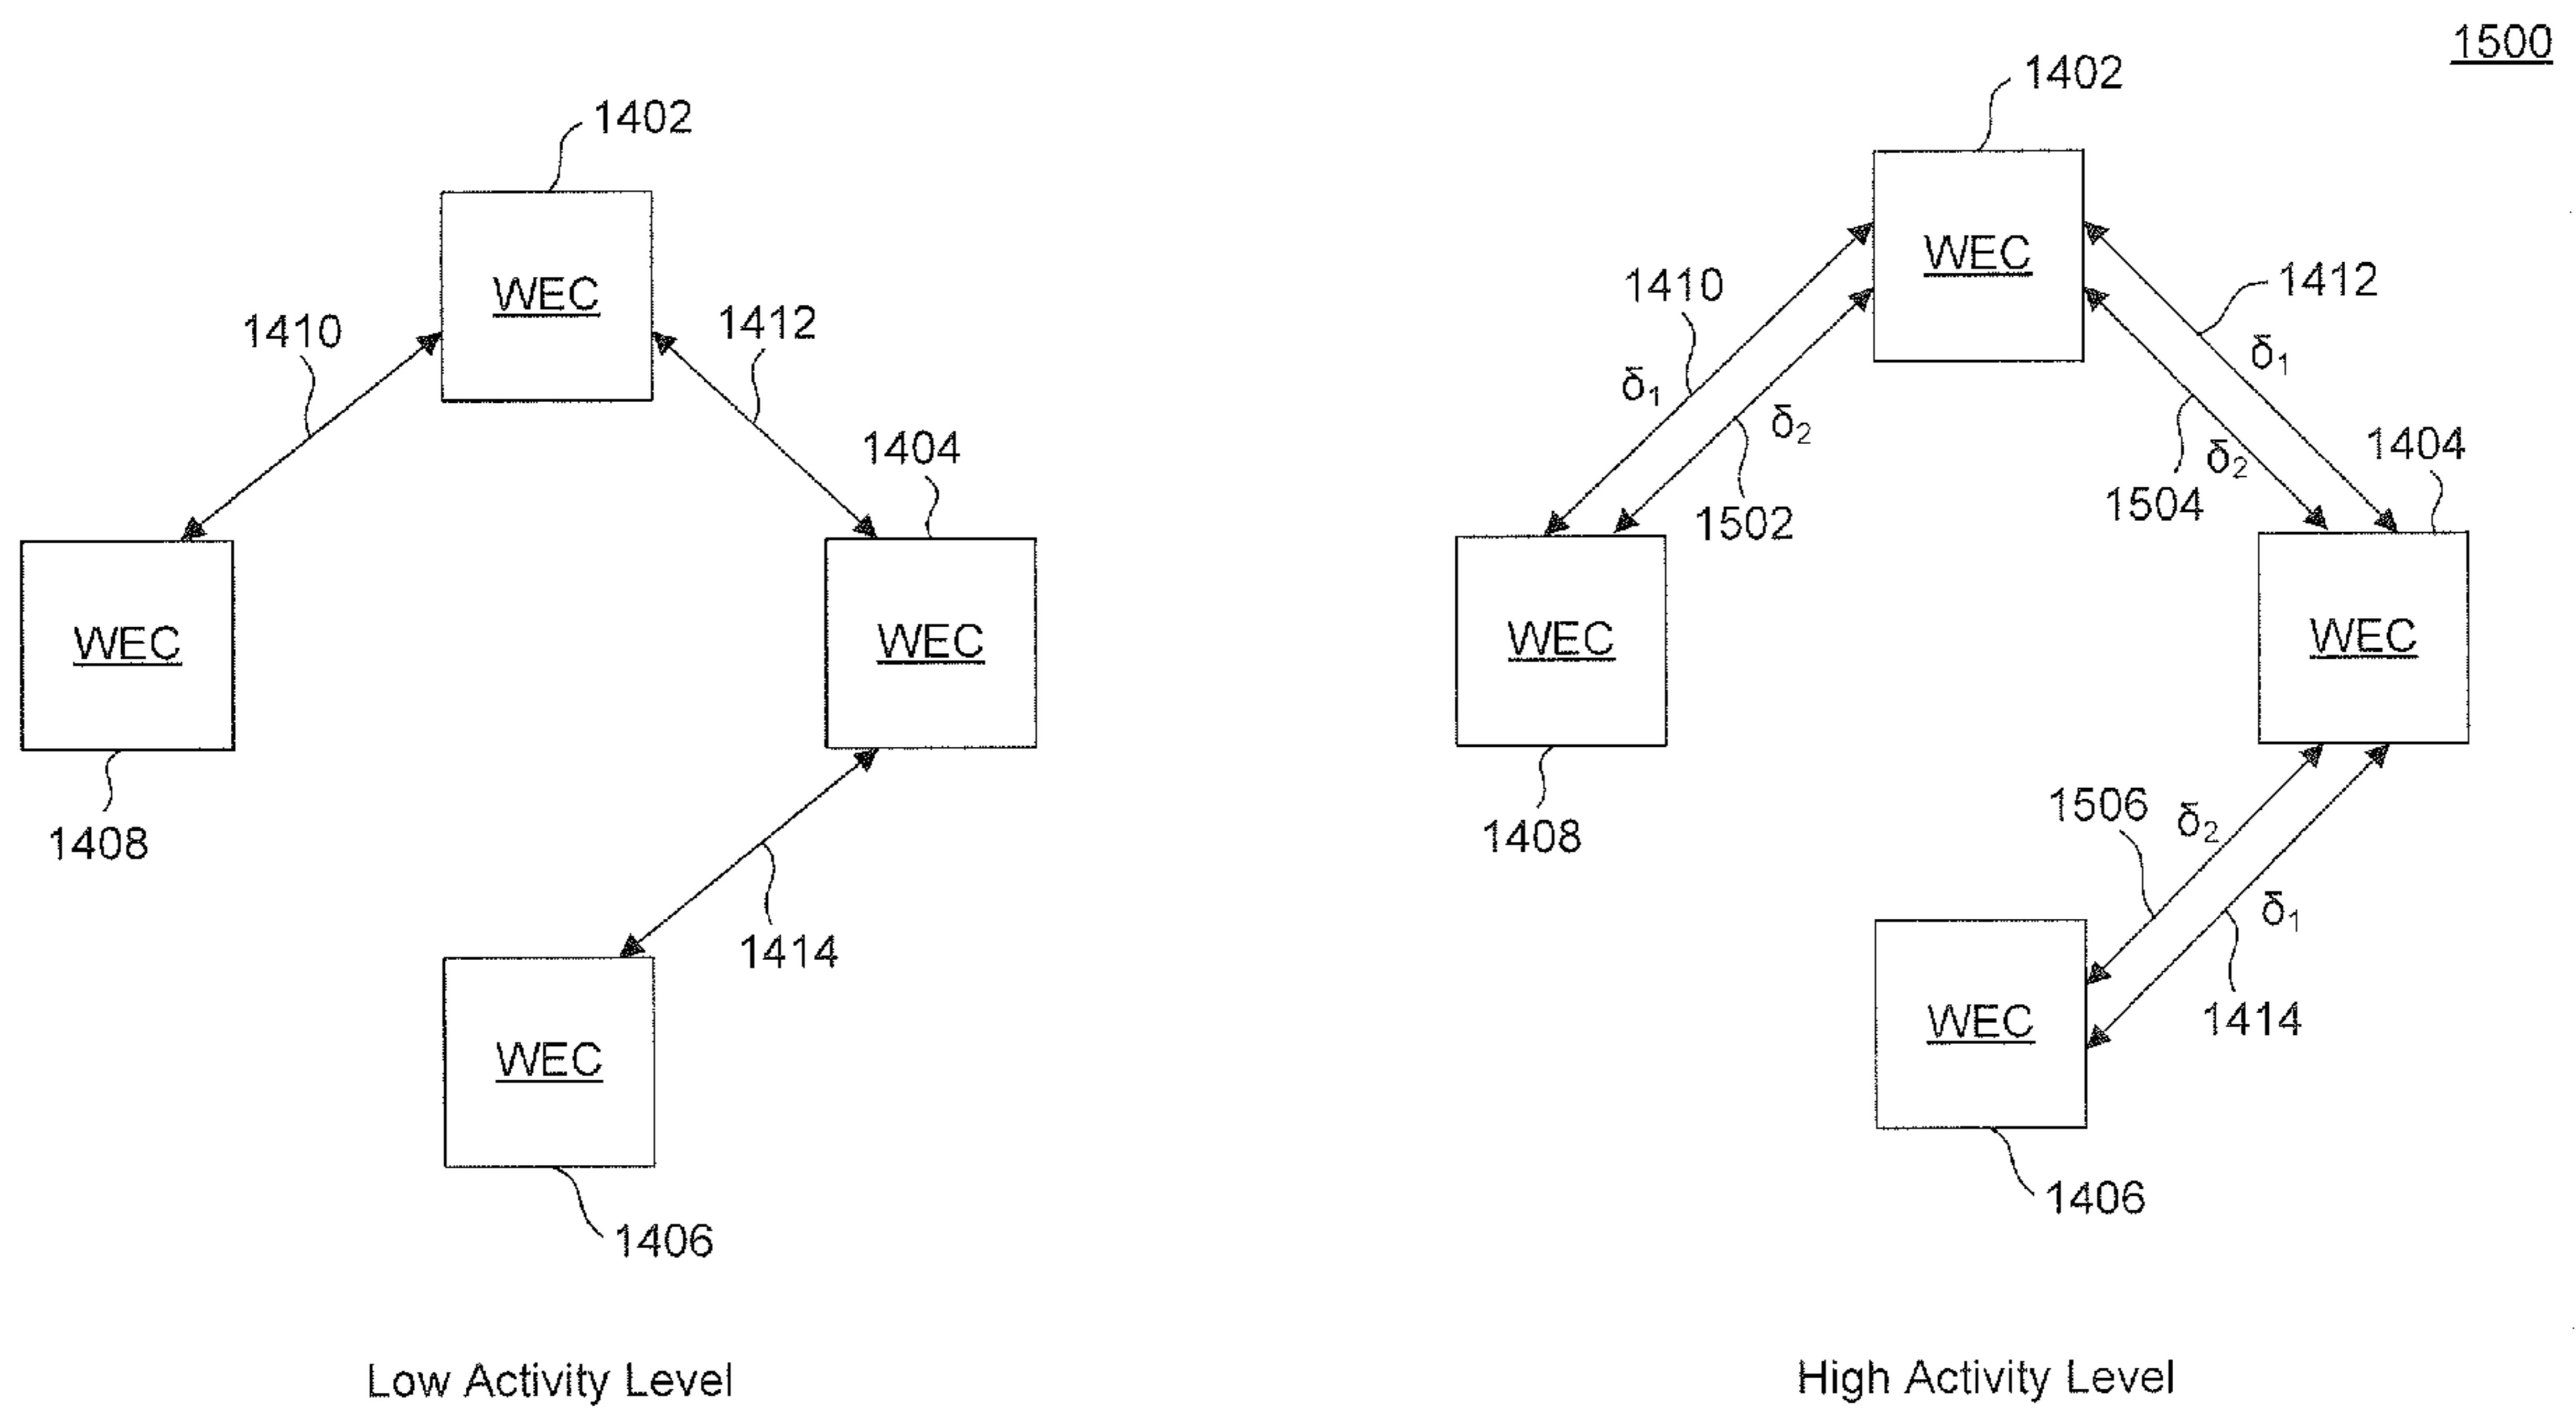 1500
1402
WEC
1410
1412
1404
WEC
WEC
1408
1414
WEC
1406
Low Activity Level
1402
WEC
1410
1412
δ1
δ1
δ2
1504
δ2
1502
1404
WEC
WEC
1408
1506
δ2
δ1
WEC
1414
1406
High Activity Level